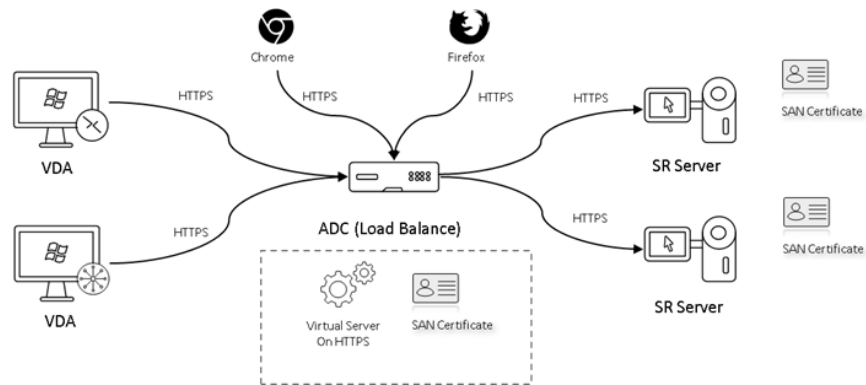 Chrome
Firefox
HTTPS
HTTPS
HTTPS
HTTPS
SAN Certificate
VDA
SR Server
HTTPS
ADC (Load Balance)
HTTPS
SAN Certificate
Virtual Server
On HTTPS
SAN Certificate
VDA
SR Server